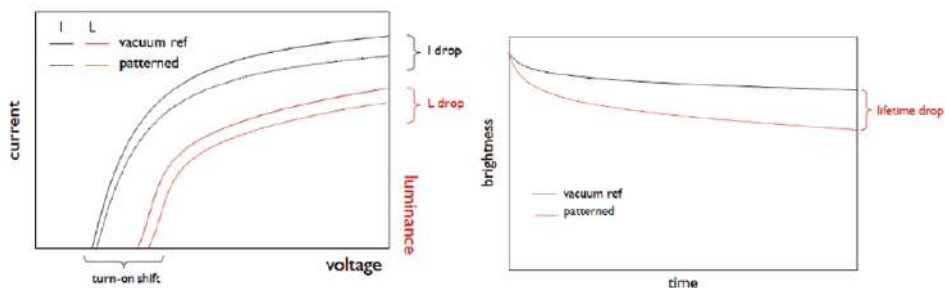 I L
vacuum ref
patterned
I drop
L drop
current
luminance
voltage
turn-on shift
brightness
vacuum ref
patterned
lifetime drop
time